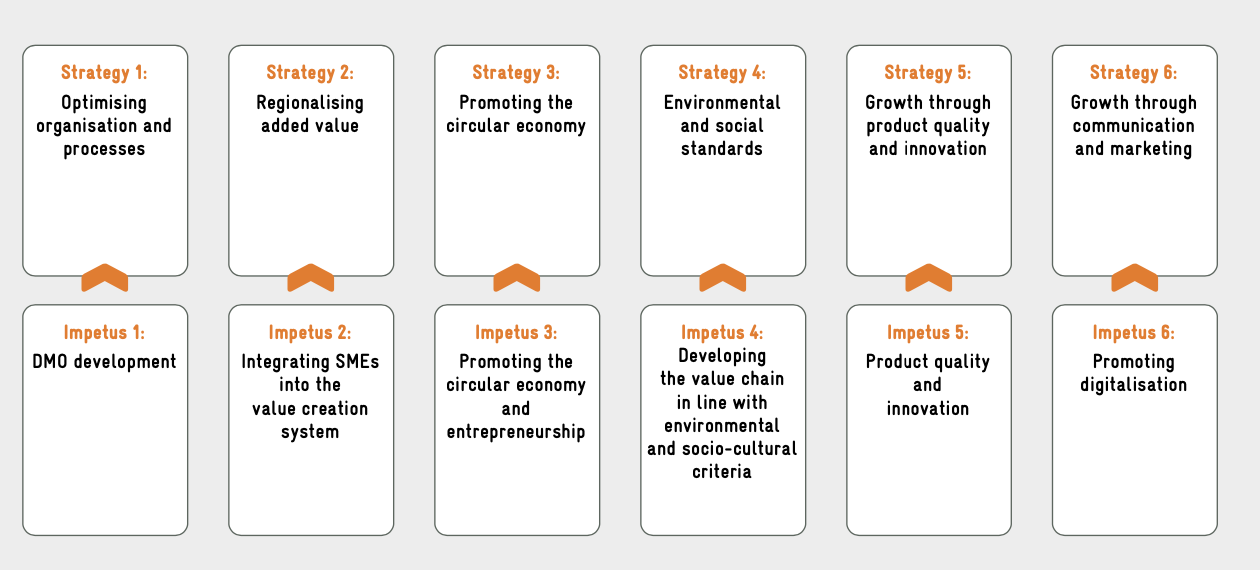 Strategy 1:
Optimising
organisation and
processes
Strategy 2:
Regionalising
added value
Strategy 3:
Promoting the
circular economy
Strategy 4:
Environmental
and social
standards
Strategy 5:
Growth through
product quality
and innovation
Strategy 6:
Growth through
communication
and marketing
Impetus 1:
DMO development
Impetus 2:
Integrating SMEs
into the
value creation
system
Impetus 3:
Promoting the
circular economy
and
entrepreneurship
Impetus 4:
Developing
the value chain
in line with
environmental
and socio-cultural
criteria
Impetus 5:
Product quality
and
innovation
Impetus 6:
Promoting
digitalisation